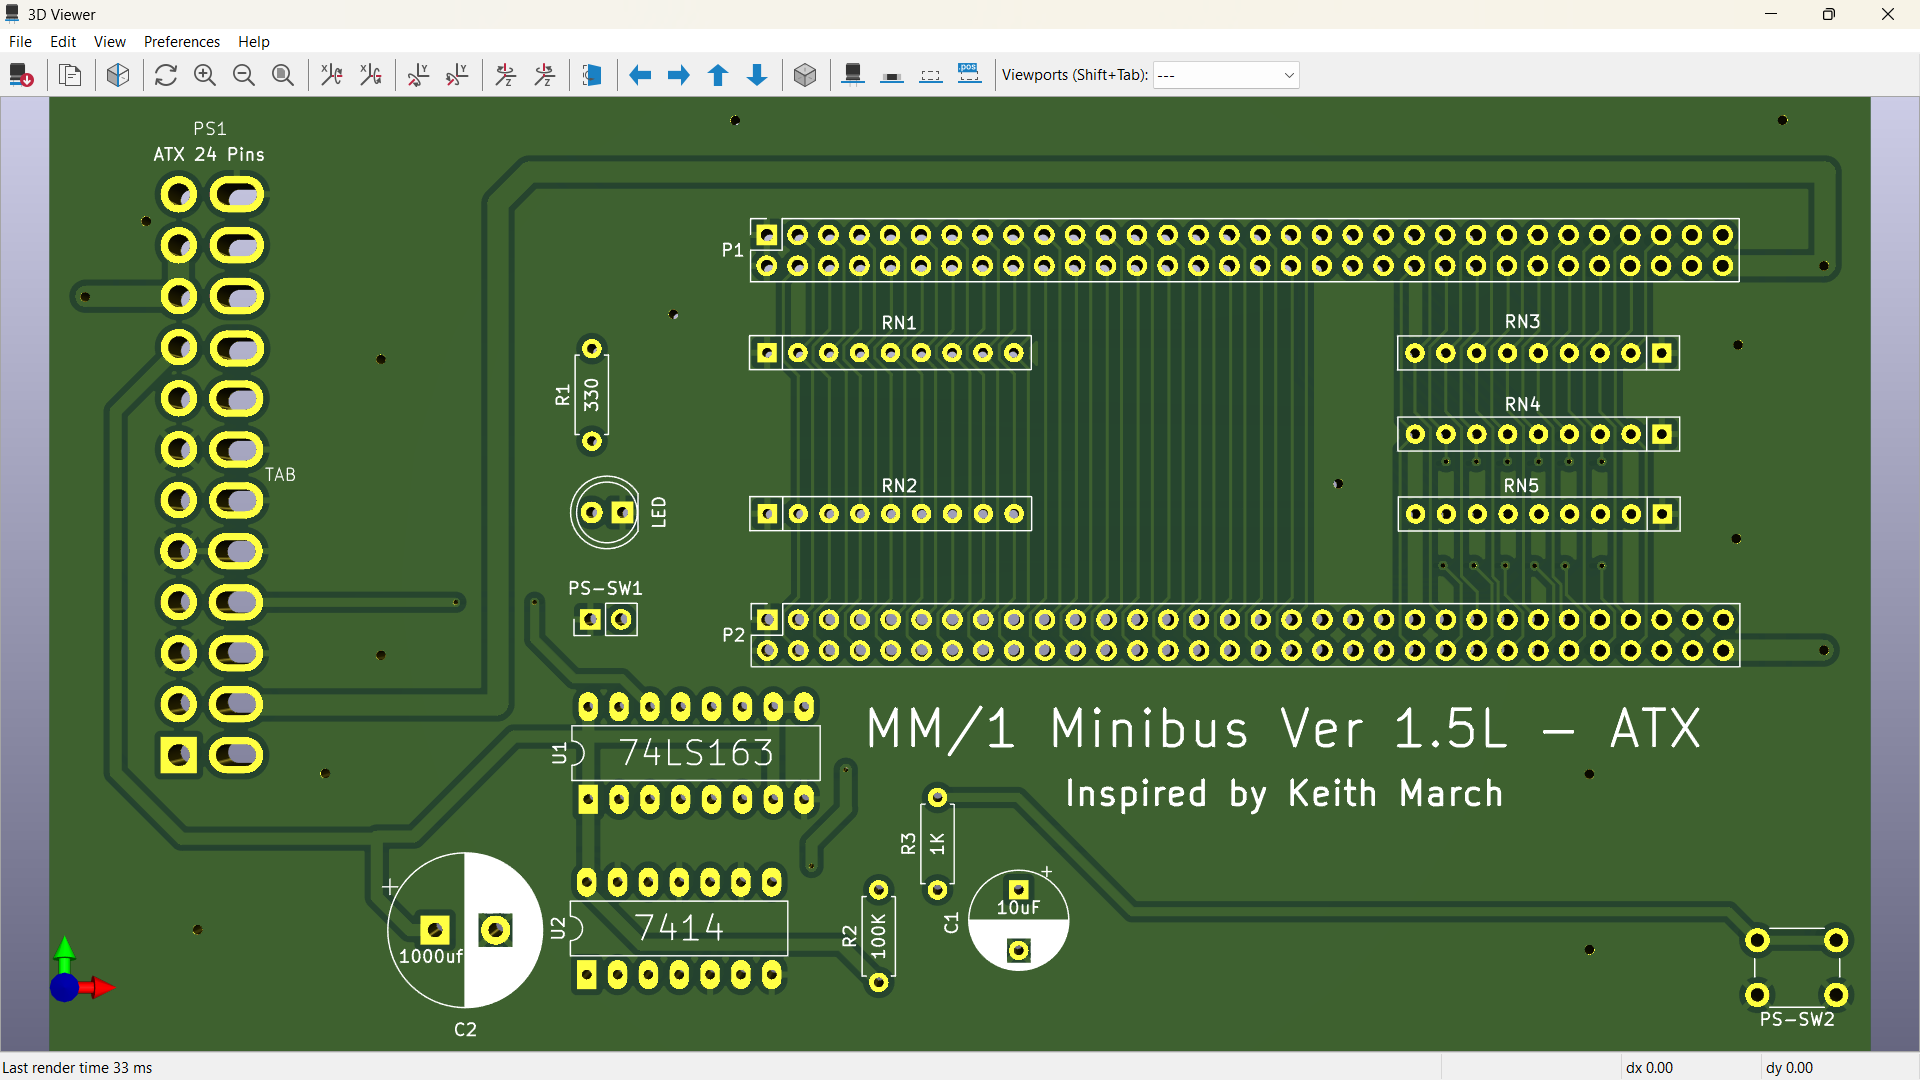 3D Viewer
File Edit View Preferences Help
Viewports (Shift+Tab): ---
PS1
ATX 24 Pins
P1
RN1
RN3
R1
330
RN4
TAB
RN2
RN5
LED
PS-SW1
P2
MM/1 Minibus Ver 1.5L - ATX
U1
74LS163
Inspired by Keith March
R3
1K
+
+
10uF
C1
U2
7414
R2
100K
1000uf
C2
PS-SW2
Last render time 33 ms
dx 0.00
dy 0.00